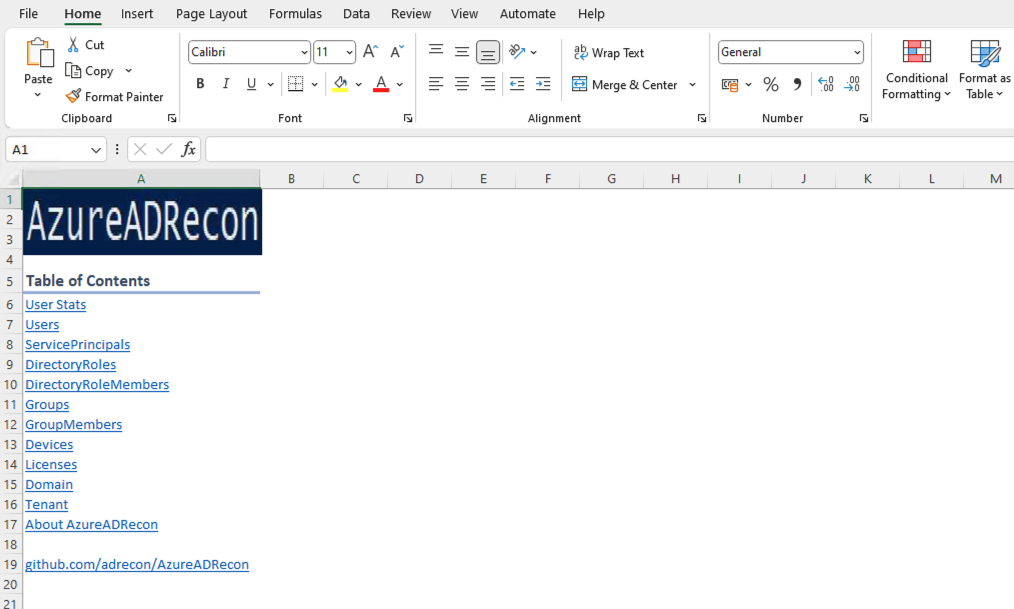 File Home Insert Page Layout Formulas Data Review View Automate Help
Cut
Calibri 11 ab Wrap Text General
Paste Copy B I U A Merge & Center % Conditional Format as
Format Painter Formatting Table
Clipboard Font Alignment Number
A1 fx
A B C D E F G H I J K L M
1
2 AzureADRecon
3
4
5 Table of Contents
6 User Stats
7 Users
8 ServicePrincipals
9 DirectoryRoles
10 DirectoryRoleMembers
11 Groups
12 GroupMembers
13 Devices
14 Licenses
15 Domain
16 Tenant
17 About AzureADRecon
18
19 github.com/adrecon/AzureADRecon
20
21